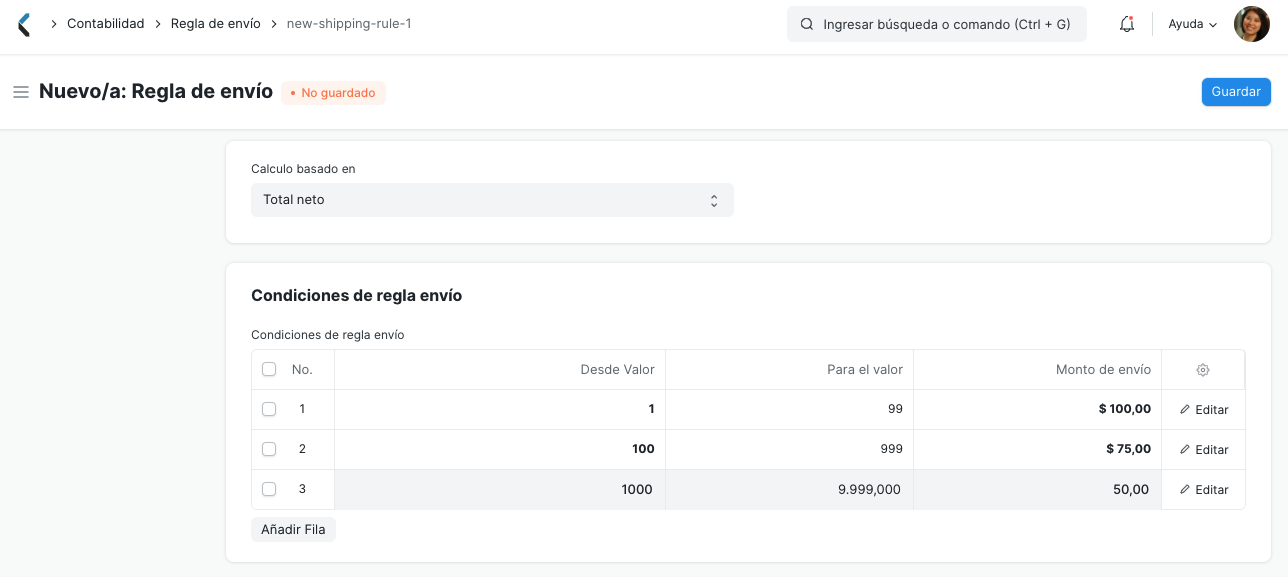 Contabilidad Regla de envío new-shipping-rule-1 Ingresar búsqueda o comando (Ctrl + G) Ayuda
Nuevo/a: Regla de envío No guardado Guardar
Calculo basado en
Total neto
Condiciones de regla envío
Condiciones de regla envío
No. Desde Valor Para el valor Monto de envío
1 1 99 $ 100,00 Editar
2 100 999 $ 75,00 Editar
3 1000 9.999,000 50,00 Editar
Añadir Fila